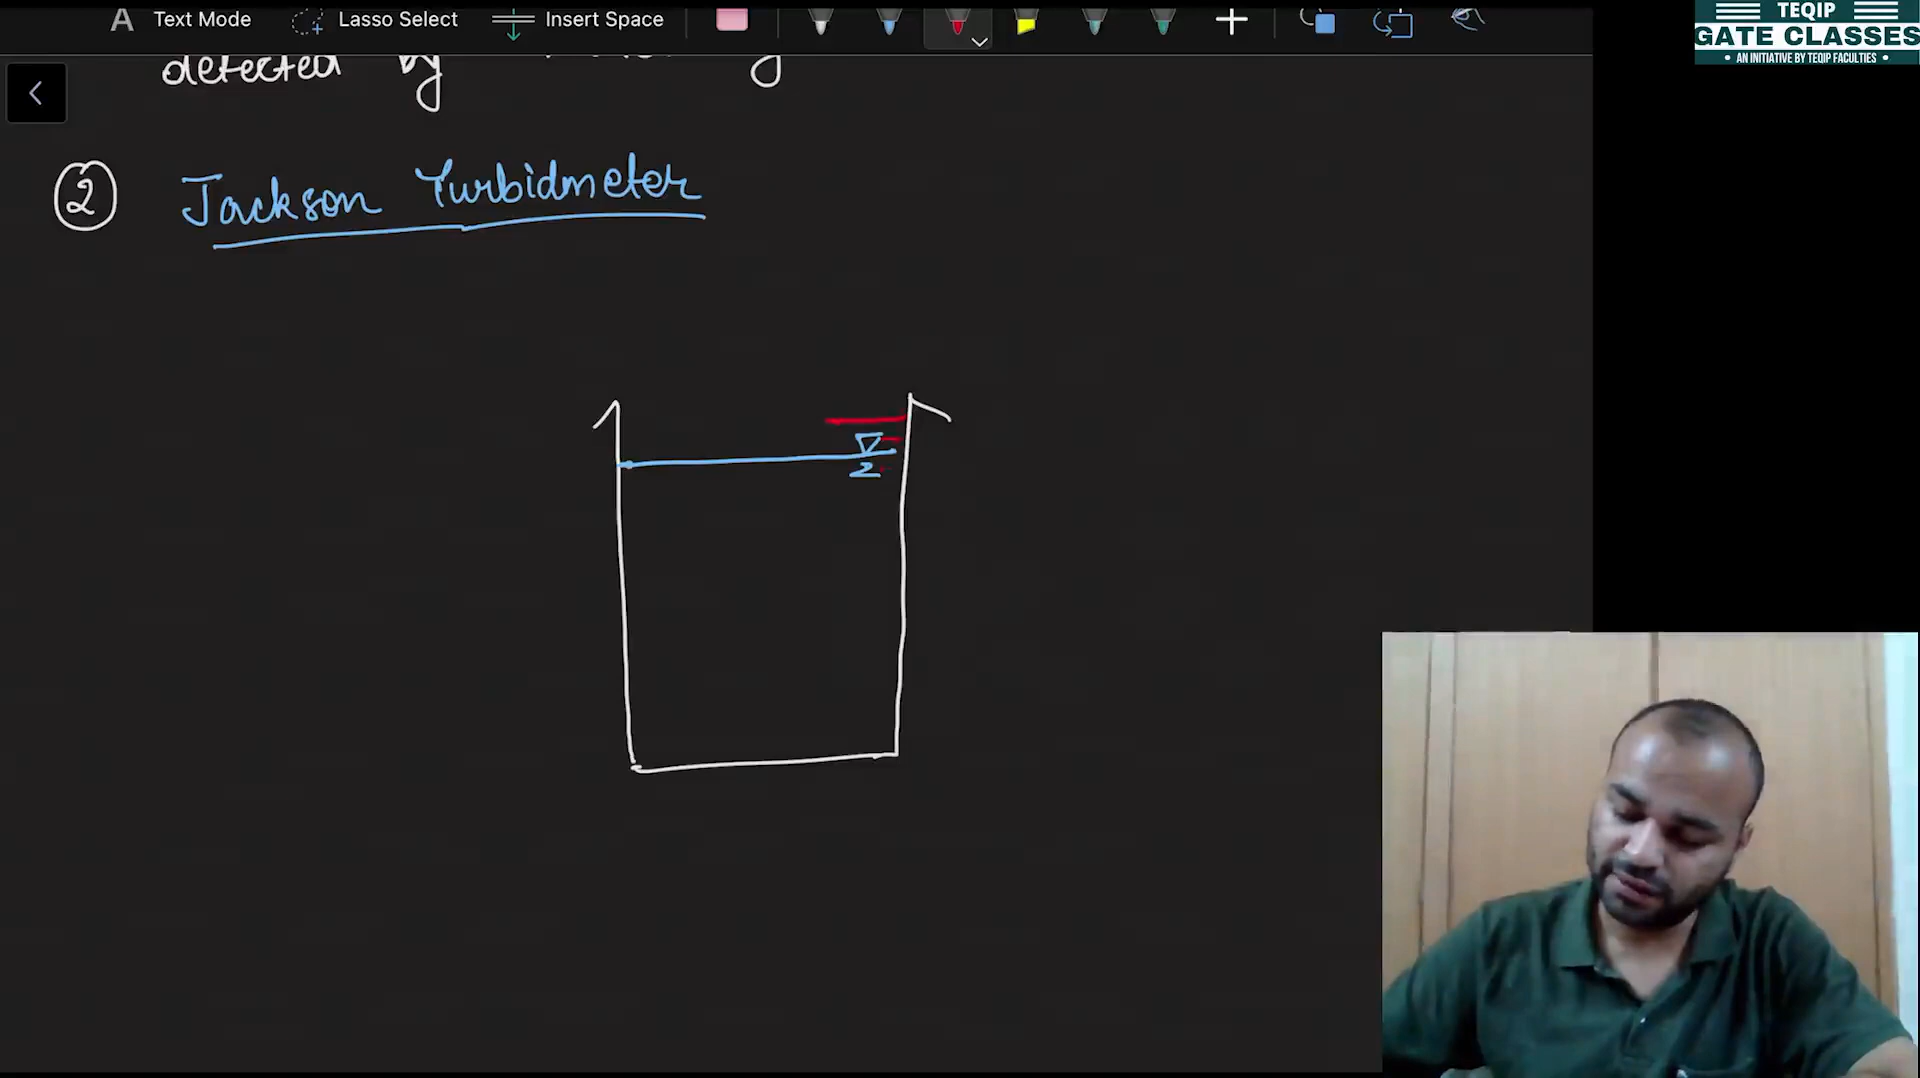 Text Mode Lasso Select Insert Space
TEQIP
GATE CLASSES
• AN INITIATIVE BY TEQIP FACULTIES •
detected by
2 Jackson Turbidmeter